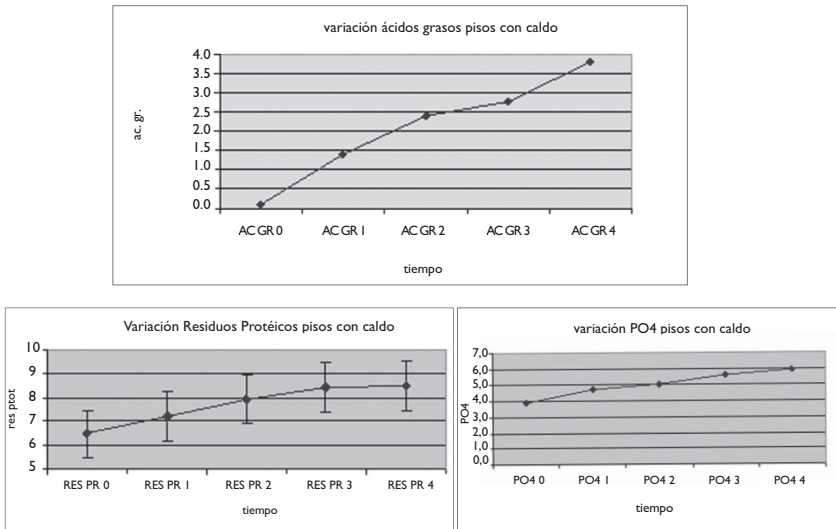 variación ácidos grasos pisos con caldo
4.0
3.5
3.0
2.5
2.0
1.5
1.0
0.5
0.0
ac. gr.
AC GR 0 AC GR 1 AC GR 2 AC GR 3 AC GR 4
tiempo
Variación Residuos Protéicos pisos con caldo
10
9
8
7
6
5
res ptot
RES PR 0 RES PR 1 RES PR 2 RES PR 3 RES PR 4
tiempo
variación PO4 pisos con caldo
7,0
6,0
5,0
4,0
3,0
2,0
1,0
0,0
PO4
PO4 0 PO4 1 PO4 2 PO4 3 PO4 4
tiempo